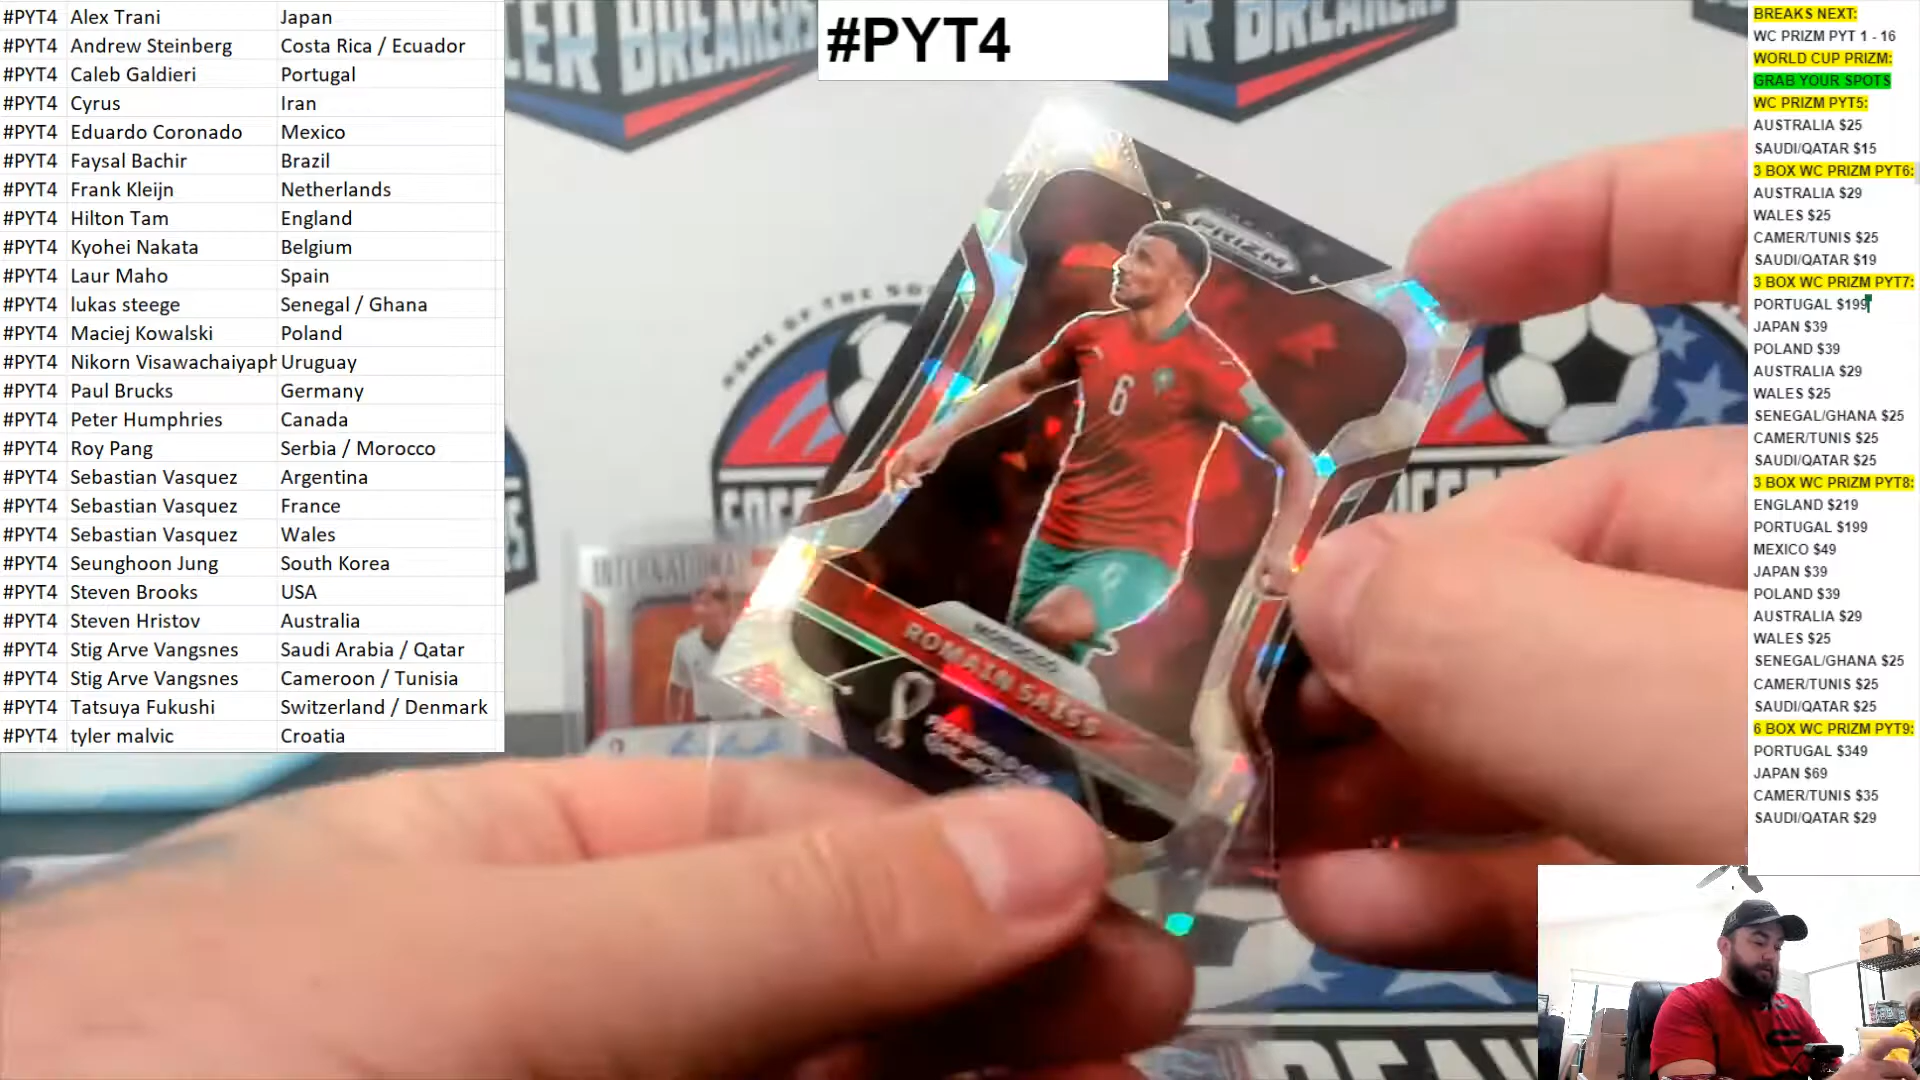 #PYT4 Alex Trani Japan
#PYT4 Andrew Steinberg Costa Rica / Ecuador
#PYT4 Caleb Galdieri Portugal
#PYT4 Cyrus Iran
#PYT4 Eduardo Coronado Mexico
#PYT4 Faysal Bachir Brazil
#PYT4 Frank Kleijn Netherlands
#PYT4 Hilton Tam England
#PYT4 Kyohei Nakata Belgium
#PYT4 Laur Maho Spain
#PYT4 lukas steege Senegal / Ghana
#PYT4 Maciej Kowalski Poland
#PYT4 Nikorn Visawachaiyaph Uruguay
#PYT4 Paul Brucks Germany
#PYT4 Peter Humphries Canada
#PYT4 Roy Pang Serbia / Morocco
#PYT4 Sebastian Vasquez Argentina
#PYT4 Sebastian Vasquez France
#PYT4 Sebastian Vasquez Wales
#PYT4 Seunghoon Jung South Korea
#PYT4 Steven Brooks USA
#PYT4 Steven Hristov Australia
#PYT4 Stig Arve Vangsnes Saudi Arabia / Qatar
#PYT4 Stig Arve Vangsnes Cameroon / Tunisia
#PYT4 Tatsuya Fukushi Switzerland / Denmark
#PYT4 tyler malvic Croatia
#PYT4
PRIZM
6
MOROCCO
ROMAIN SAISS
INTERNATIONAL
BREAKS NEXT:
WC PRIZM PYT 1 - 16
WORLD CUP PRIZM:
GRAB YOUR SPOTS
WC PRIZM PYT5:
AUSTRALIA $25
SAUDI/QATAR $15
3 BOX WC PRIZM PYT6:
AUSTRALIA $29
WALES $25
CAMER/TUNIS $25
SAUDI/QATAR $19
3 BOX WC PRIZM PYT7:
PORTUGAL $199
JAPAN $39
POLAND $39
AUSTRALIA $29
WALES $25
SENEGAL/GHANA $25
CAMER/TUNIS $25
SAUDI/QATAR $25
3 BOX WC PRIZM PYT8:
ENGLAND $219
PORTUGAL $199
MEXICO $49
JAPAN $39
POLAND $39
AUSTRALIA $29
WALES $25
SENEGAL/GHANA $25
CAMER/TUNIS $25
SAUDI/QATAR $25
6 BOX WC PRIZM PYT9:
PORTUGAL $349
JAPAN $69
CAMER/TUNIS $35
SAUDI/QATAR $29